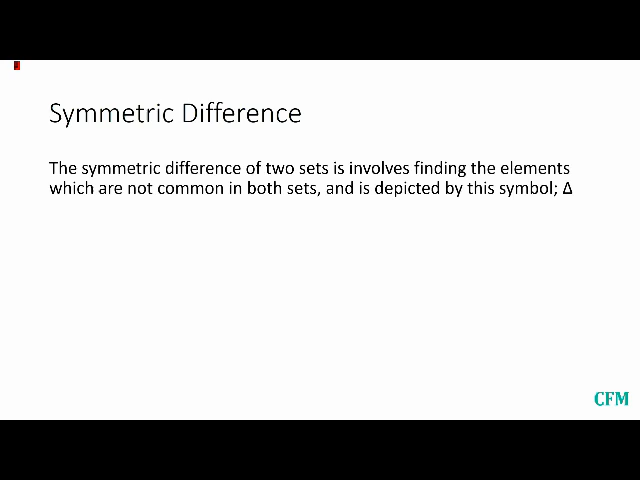 Symmetric Difference
The symmetric difference of two sets is involves finding the elements
which are not common in both sets, and is depicted by this symbol; Δ
CFM